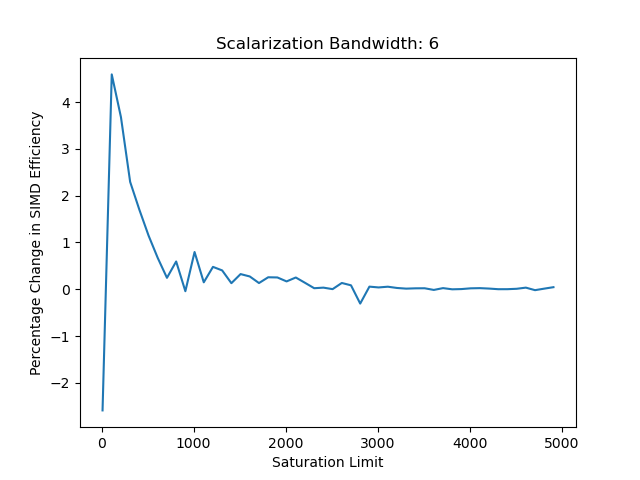 Scalarization Bandwidth: 6
Percentage Change in SIMD Efficiency
4
3
2
1
0
−1
−2
0 1000 2000 3000 4000 5000
Saturation Limit